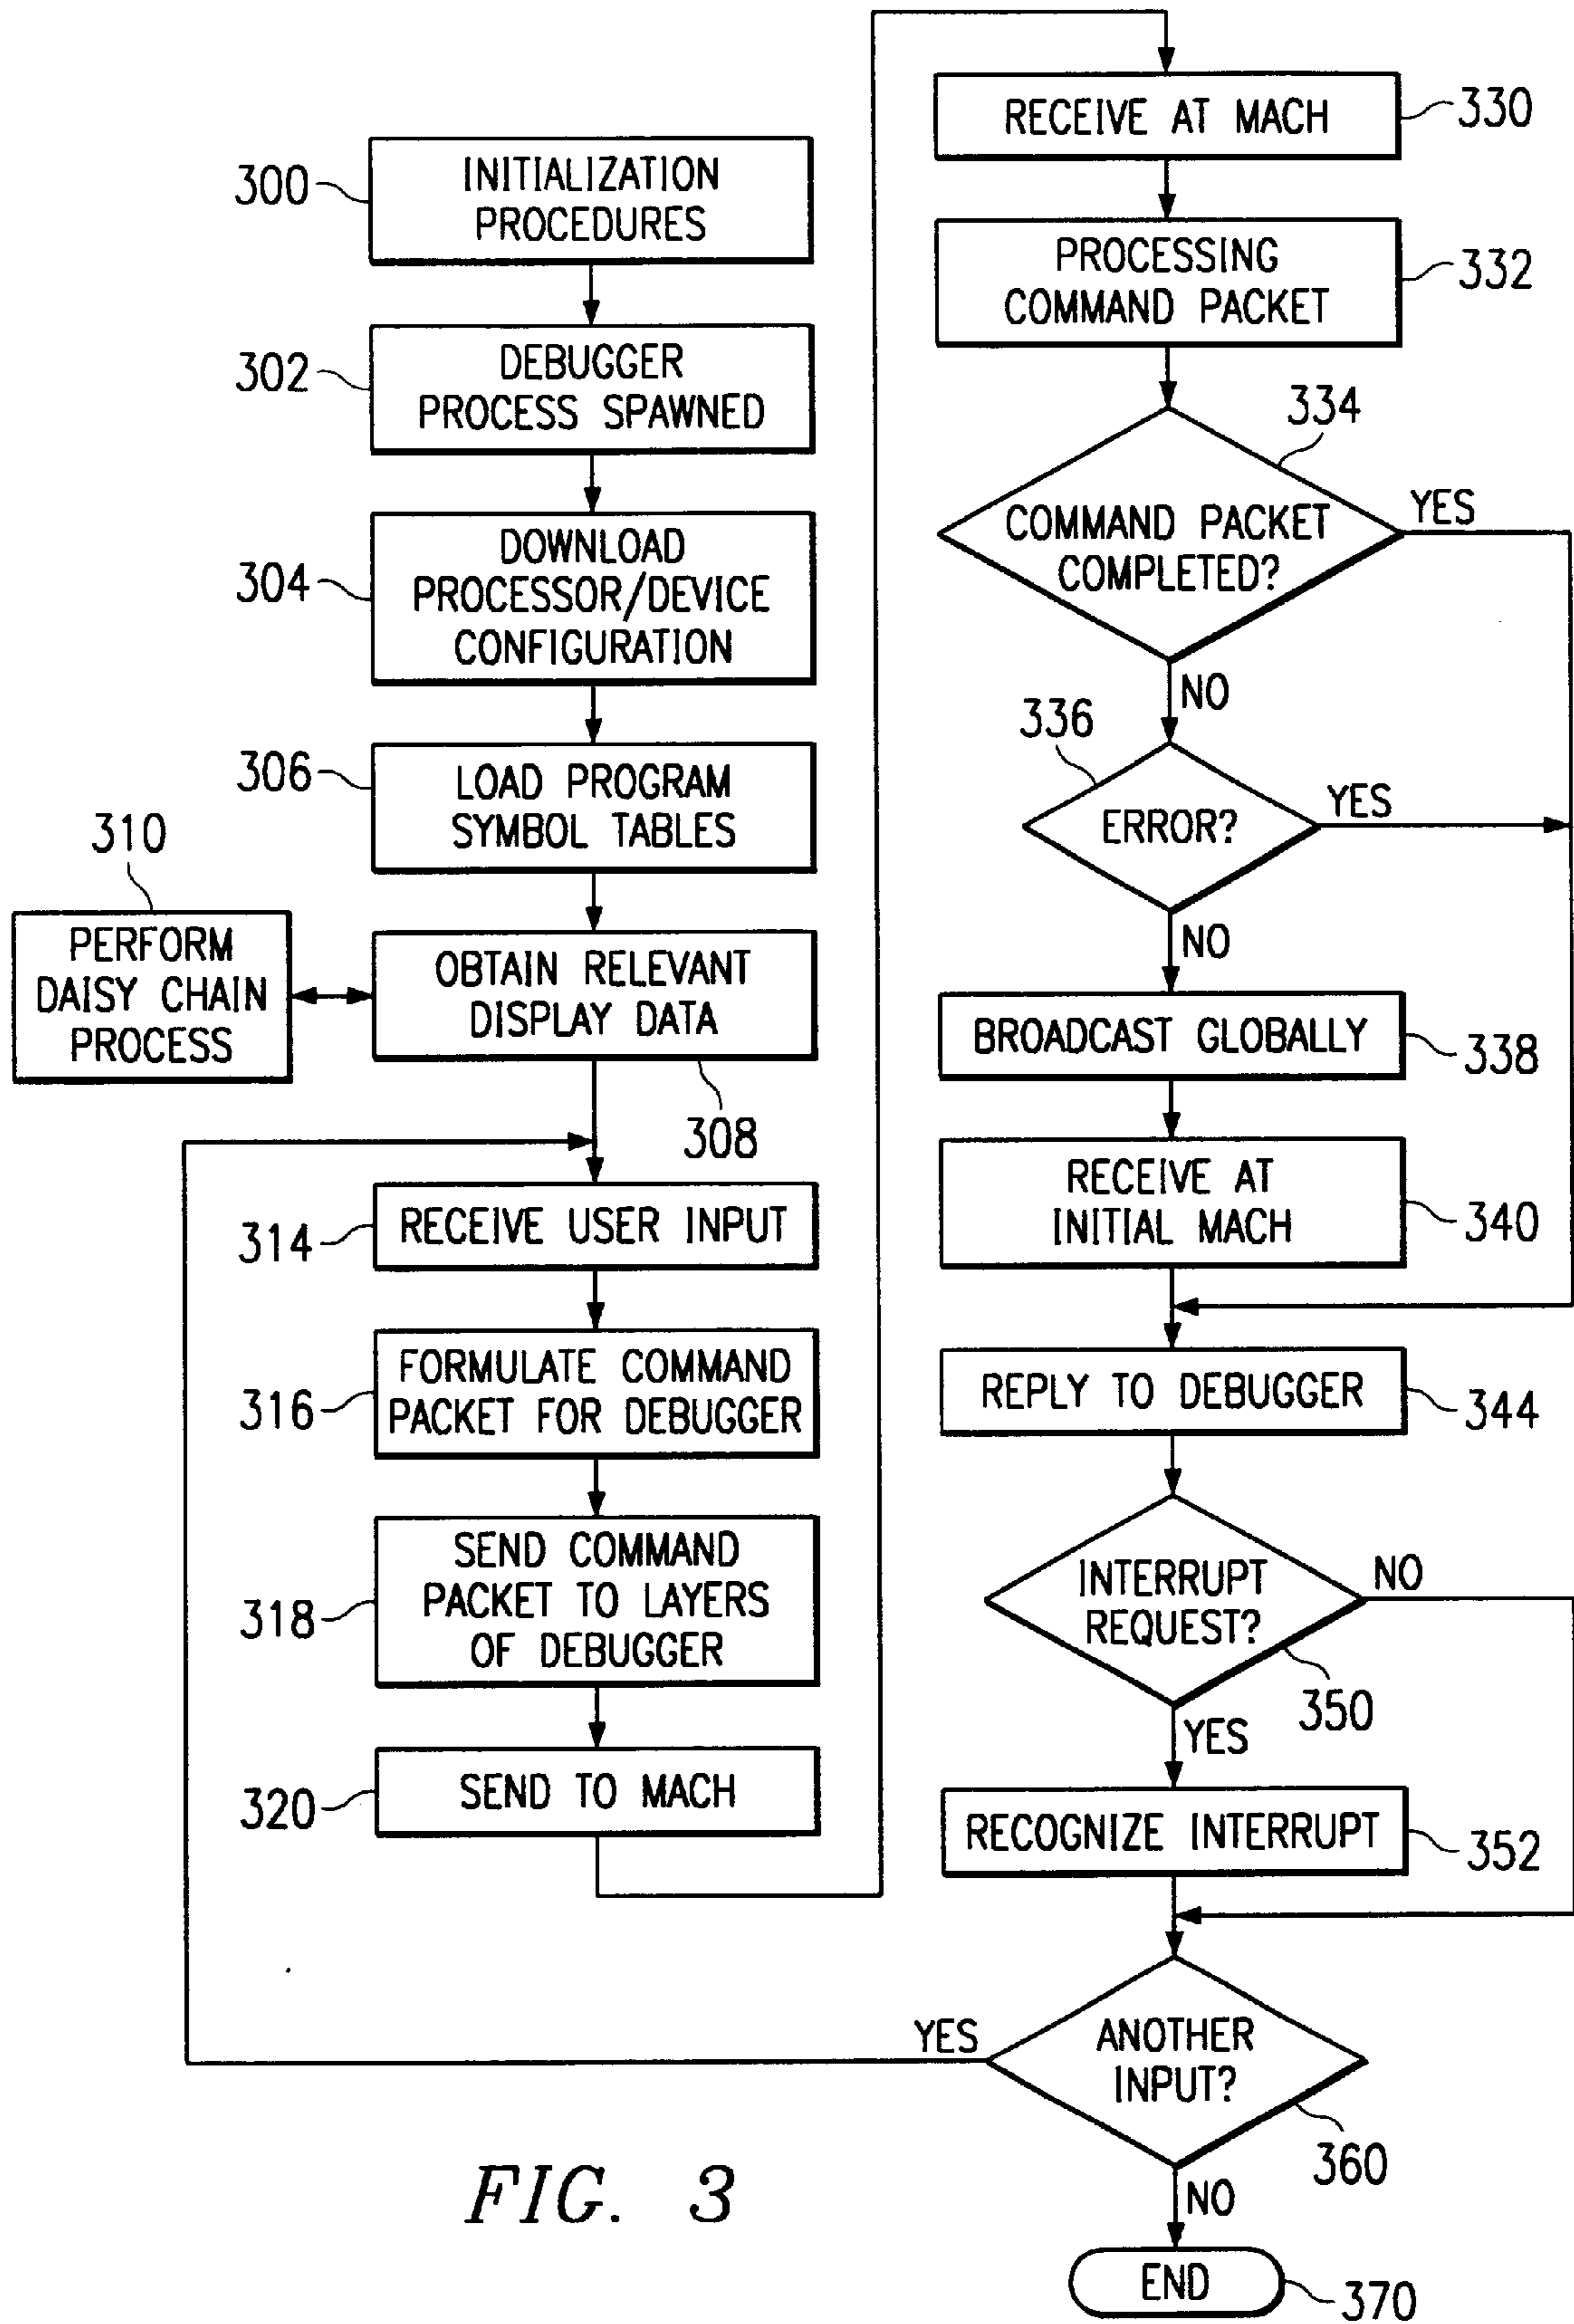 300
INITIALIZATION
PROCEDURES
302
DEBUGGER
PROCESS SPAWNED
304
DOWNLOAD
PROCESSOR/DEVICE
CONFIGURATION
306
LOAD PROGRAM
SYMBOL TABLES
310
PERFORM
DAISY CHAIN
PROCESS
OBTAIN RELEVANT
DISPLAY DATA
308
314
RECEIVE USER INPUT
316
FORMULATE COMMAND
PACKET FOR DEBUGGER
318
SEND COMMAND
PACKET TO LAYERS
OF DEBUGGER
320
SEND TO MACH
RECEIVE AT MACH
330
PROCESSING
COMMAND PACKET
332
334
COMMAND PACKET
COMPLETED?
YES
NO
336
ERROR?
YES
NO
BROADCAST GLOBALLY
338
RECEIVE AT
INITIAL MACH
340
REPLY TO DEBUGGER
344
INTERRUPT
REQUEST?
NO
350
YES
RECOGNIZE INTERRUPT
352
YES
ANOTHER
INPUT?
360
NO
END
370
FIG. 3